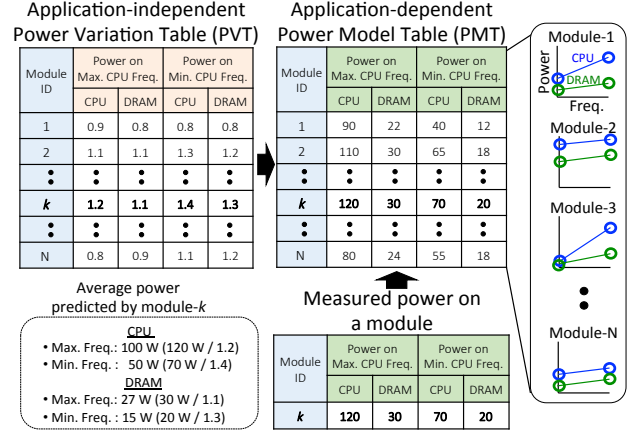 Application-independent
Power Variation Table (PVT)
Module ID | Power on Max. CPU Freq. | Power on Min. CPU Freq.
CPU | DRAM | CPU | DRAM
1 | 0.9 | 0.8 | 0.8 | 0.8
2 | 1.1 | 1.1 | 1.3 | 1.2
k | 1.2 | 1.1 | 1.4 | 1.3
N | 0.8 | 0.9 | 1.1 | 1.2
Application-dependent
Power Model Table (PMT)
Module ID | Power on Max. CPU Freq. | Power on Min. CPU Freq.
CPU | DRAM | CPU | DRAM
1 | 90 | 22 | 40 | 12
2 | 110 | 30 | 65 | 18
k | 120 | 30 | 70 | 20
N | 80 | 24 | 55 | 18
Module-1
Power
CPU
DRAM
Freq.
Module-2
Module-3
Module-N
Average power
predicted by module-k
CPU
• Max. Freq.: 100 W (120 W / 1.2)
• Min. Freq. : 50 W (70 W / 1.4)
DRAM
• Max. Freq.: 27 W (30 W / 1.1)
• Min. Freq. : 15 W (20 W / 1.3)
Measured power on
a module
Module ID | Power on Max. CPU Freq. | Power on Min. CPU Freq.
CPU | DRAM | CPU | DRAM
k | 120 | 30 | 70 | 20